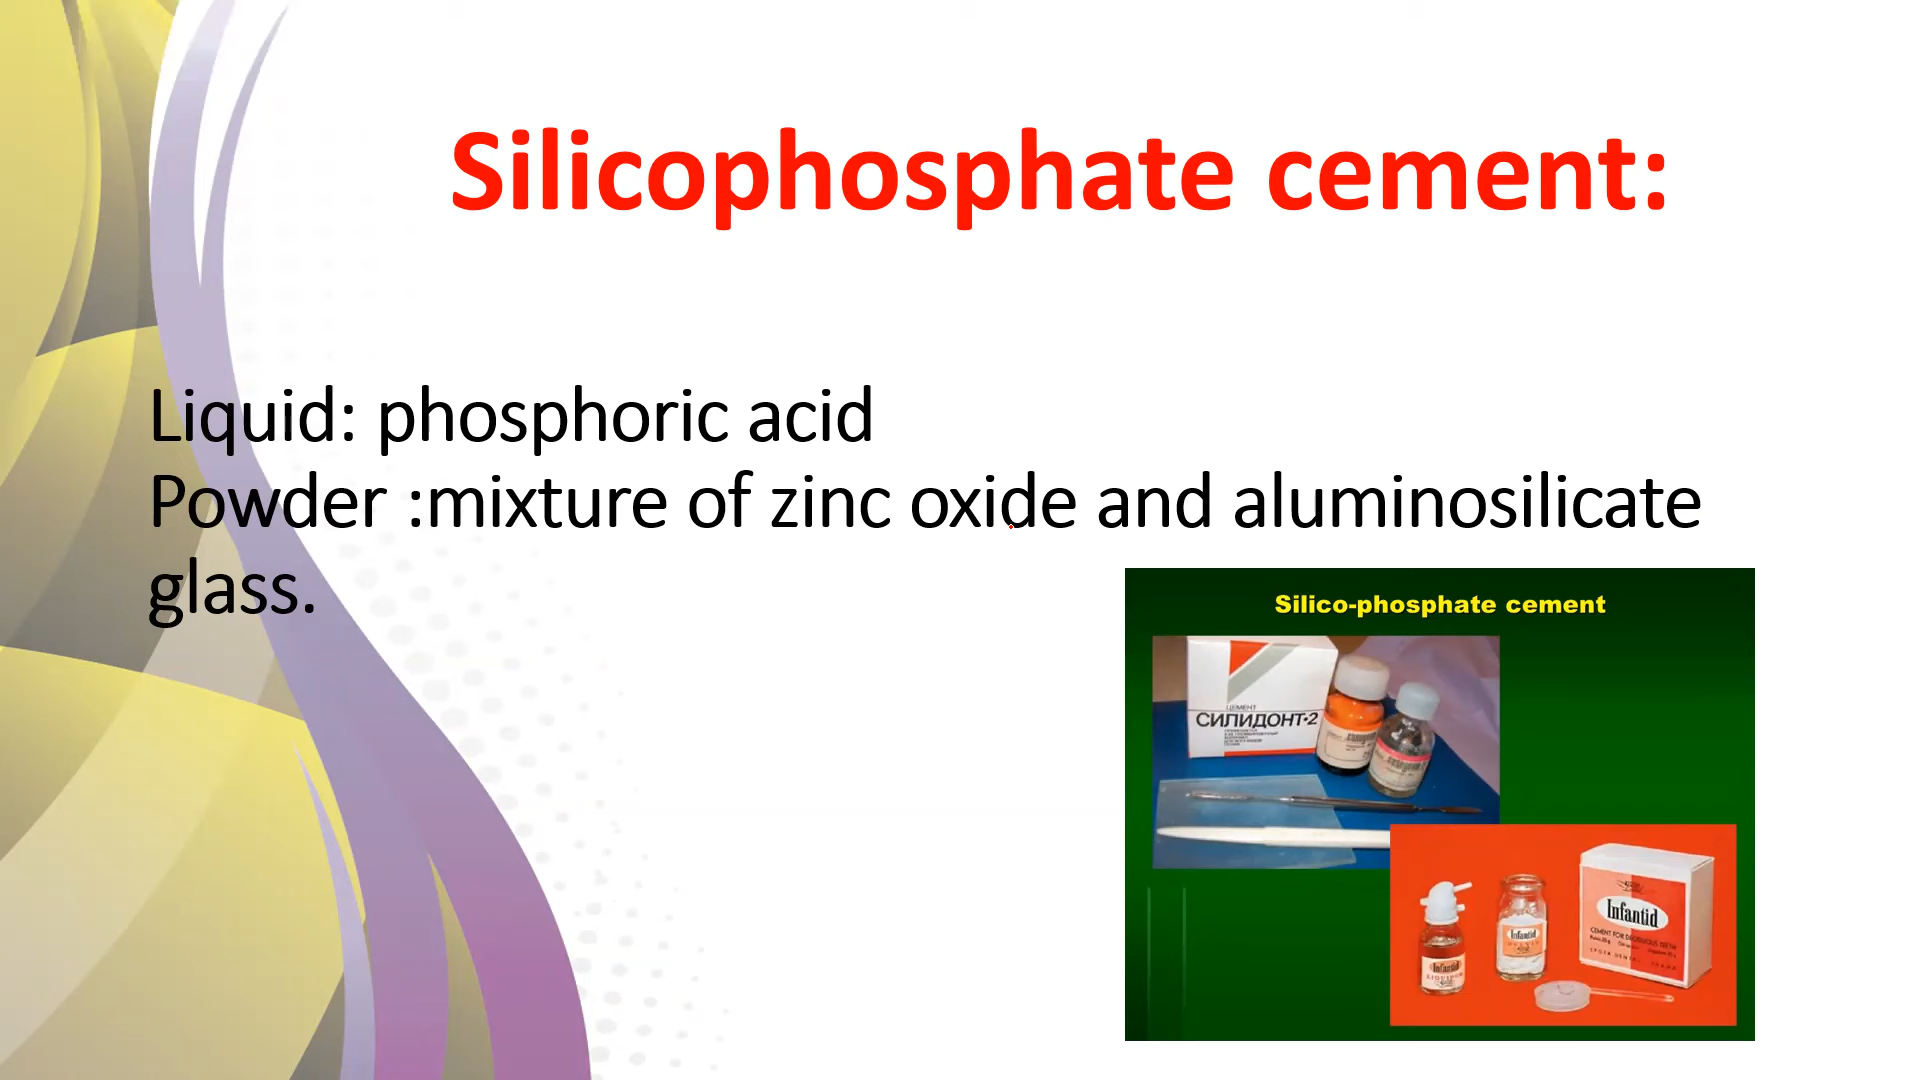 Silicophosphate cement:
Liquid: phosphoric acid
Powder :mixture of zinc oxide and aluminosilicate
glass.
Silico-phosphate cement
ЦЕМЕНТ
СИЛИДОНТ-2
Infantid
CEMENT FOR DECIDUOUS TEETH
Infantid
Infantid